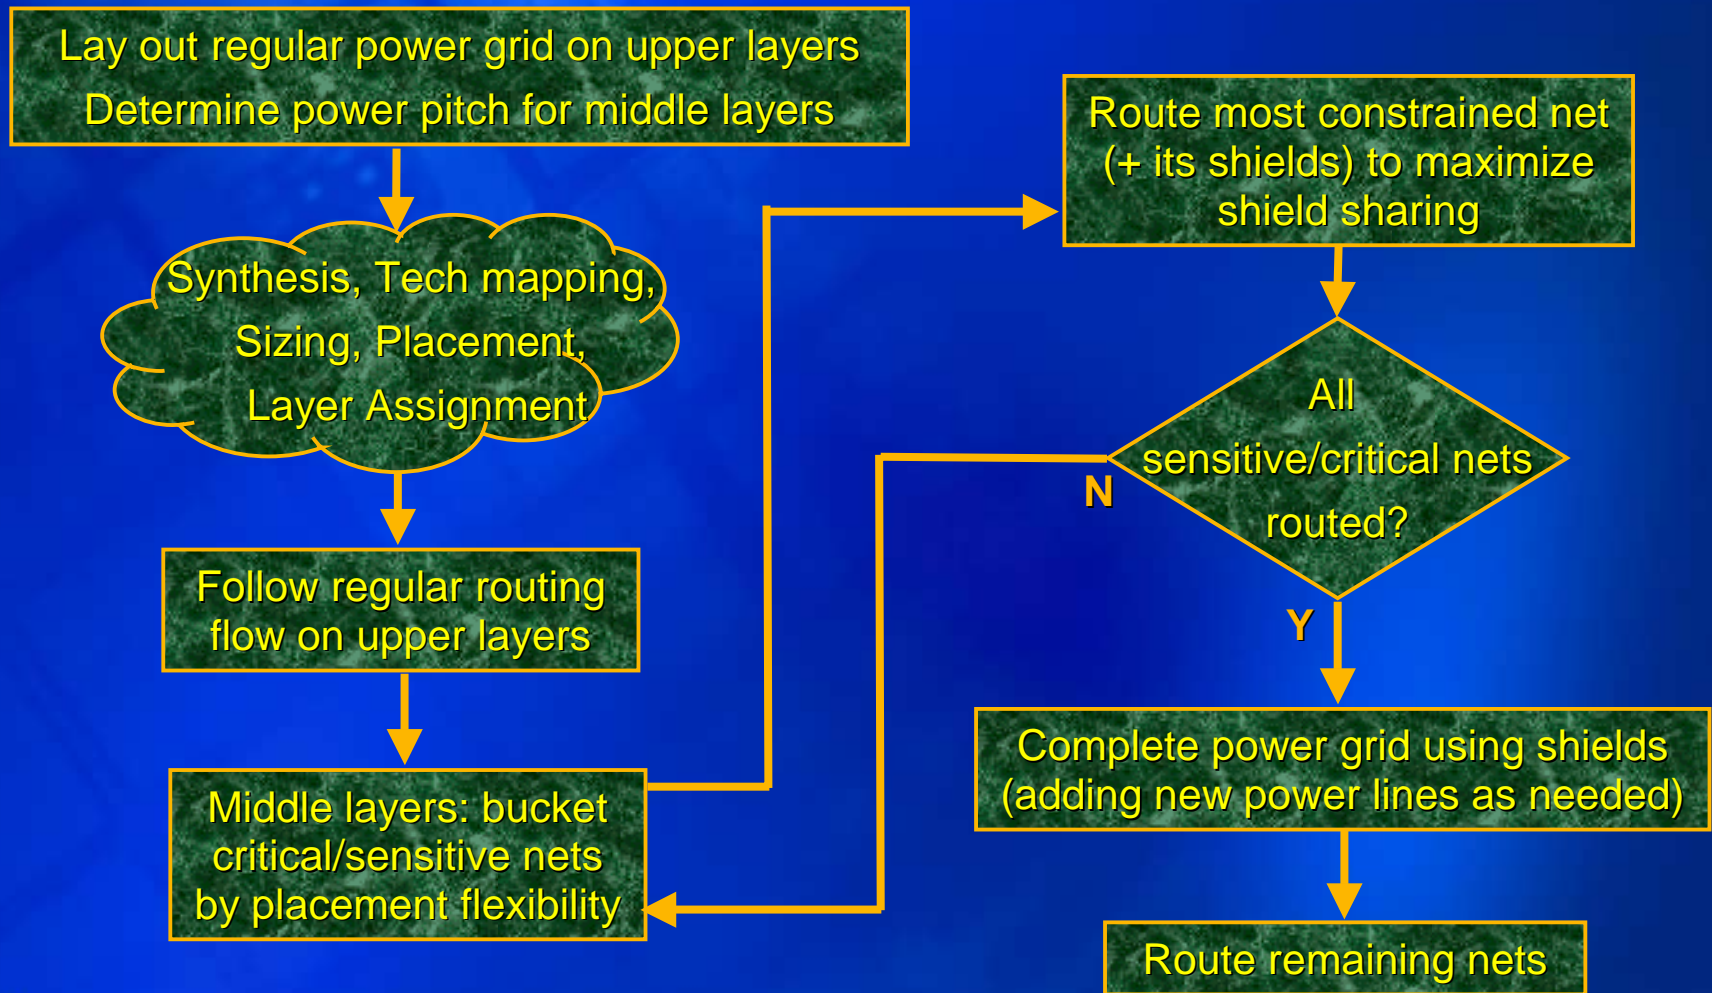 Lay out regular power grid on upper layers
Determine power pitch for middle layers
Synthesis, Tech mapping,
Sizing, Placement,
Layer Assignment
Follow regular routing
flow on upper layers
Middle layers: bucket
critical/sensitive nets
by placement flexibility
Route most constrained net
(+ its shields) to maximize
shield sharing
All
sensitive/critical nets
routed?
N
Y
Complete power grid using shields
(adding new power lines as needed)
Route remaining nets